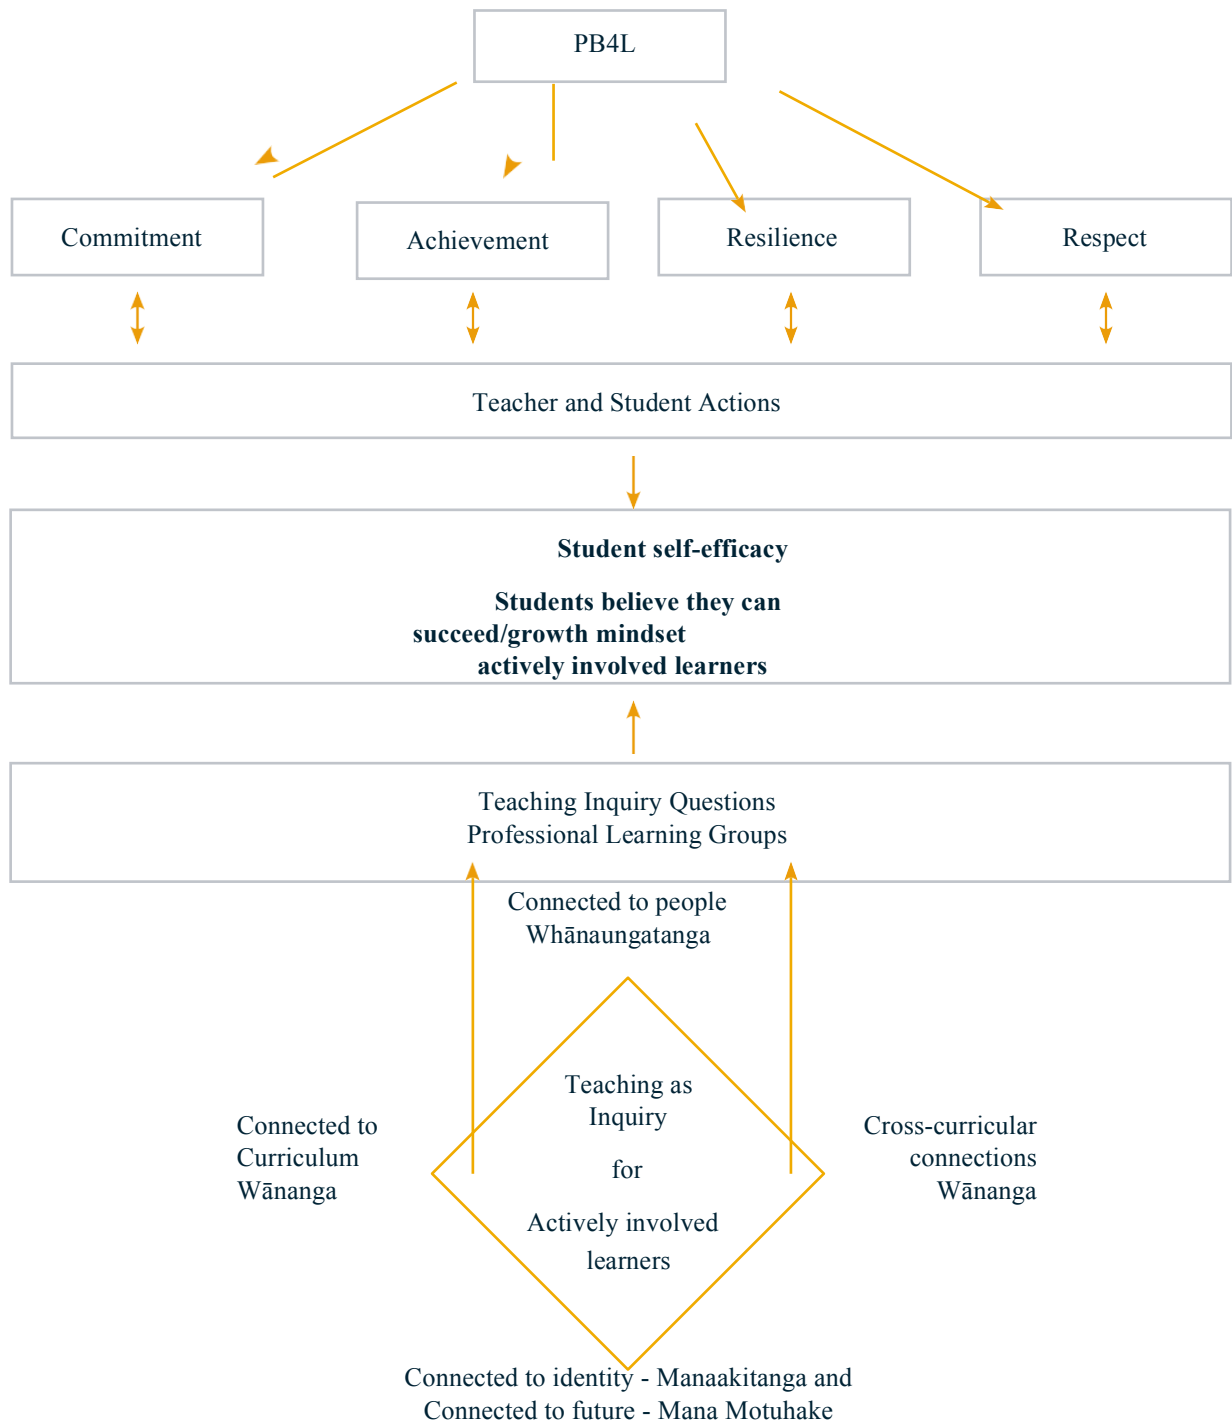 PB4L
Commitment
Achievement
Resilience
Respect
Teacher and Student Actions
Student self-efficacy
Students believe they can
succeed/growth mindset
actively involved learners
Teaching Inquiry Questions
Professional Learning Groups
Connected to people
Whānaungatanga
Teaching as
Inquiry
for
Actively involved
learners
Connected to
Curriculum
Wānanga
Cross-curricular
connections
Wānanga
Connected to identity - Manaakitanga and
Connected to future - Mana Motuhake